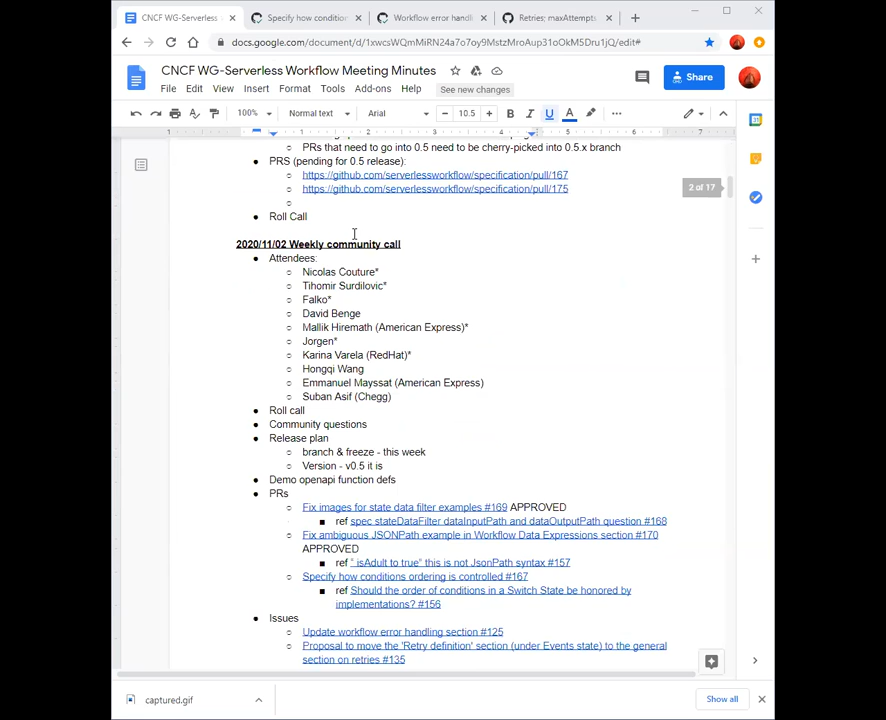 CNCF WG-Serverless Workflow
Specify how condition
Workflow error handli
Retries: maxAttempts
docs.google.com/document/d/1xwcsWQmMiRN24a7o7oy9MstzMroAup31oOkM5Dru1jQ/edit#
CNCF WG-Serverless Workflow Meeting Minutes
File Edit View Insert Format Tools Add-ons Help See new changes
Share
100% Normal text Arial 10.5 B I U A
1 1 2 3 4 5 6 7
PRs that need to go into 0.5 need to be cherry-picked into 0.5.x branch
PRS (pending for 0.5 release):
https://github.com/serverlessworkflow/specification/pull/167
https://github.com/serverlessworkflow/specification/pull/175
2 of 17
Roll Call
2020/11/02 Weekly community call
Attendees:
Nicolas Couture*
Tihomir Surdilovic*
Falko*
David Benge
Mallik Hiremath (American Express)*
Jorgen*
Karina Varela (RedHat)*
Hongqi Wang
Emmanuel Mayssat (American Express)
Suban Asif (Chegg)
Roll call
Community questions
Release plan
branch & freeze - this week
Version - v0.5 it is
Demo openapi function defs
PRs
Fix images for state data filter examples #169 APPROVED
ref spec stateDataFilter dataInputPath and dataOutputPath question #168
Fix ambiguous JSONPath example in Workflow Data Expressions section #170
APPROVED
ref " isAdult to true" this is not JsonPath syntax #157
Specify how conditions ordering is controlled #167
ref Should the order of conditions in a Switch State be honored by
implementations? #156
Issues
Update workflow error handling section #125
Proposal to move the 'Retry definition' section (under Events state) to the general
section on retries #135
captured.gif
Show all